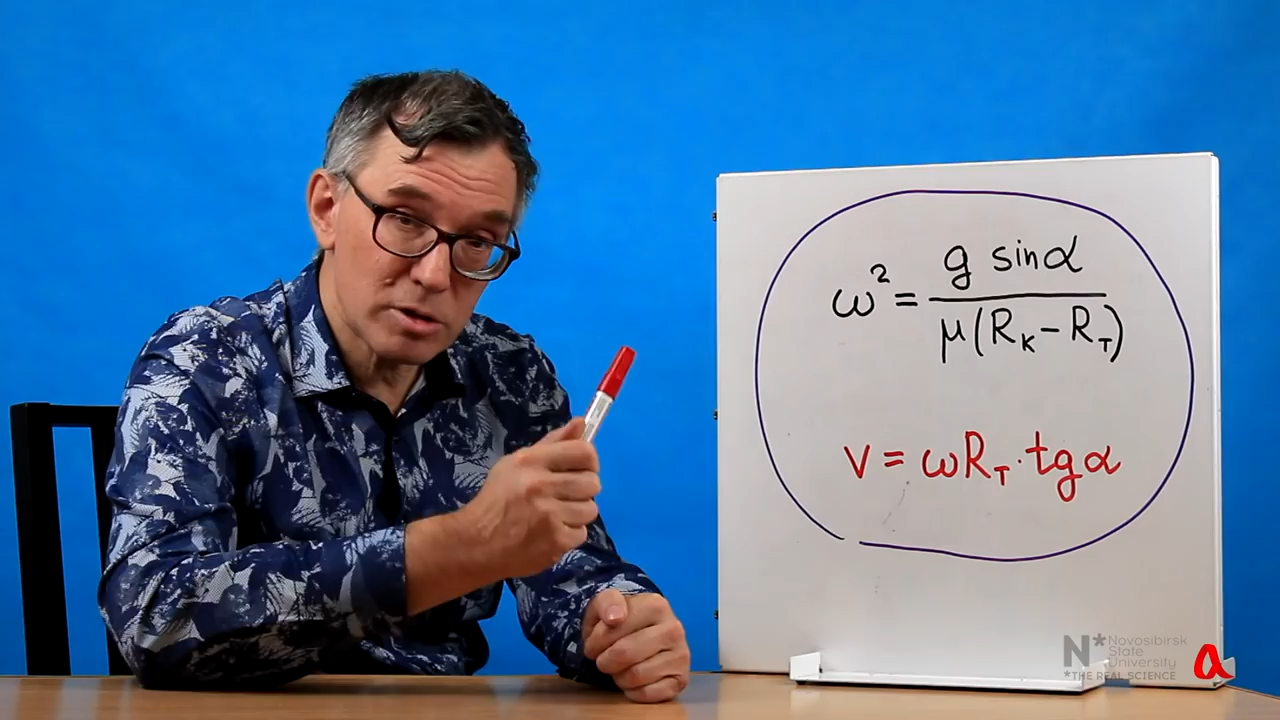 ω² = g sinα / μ(Rк − Rт)
v = ωRт · tgα
N* Novosibirsk
State
University
*THE REAL SCIENCE
a